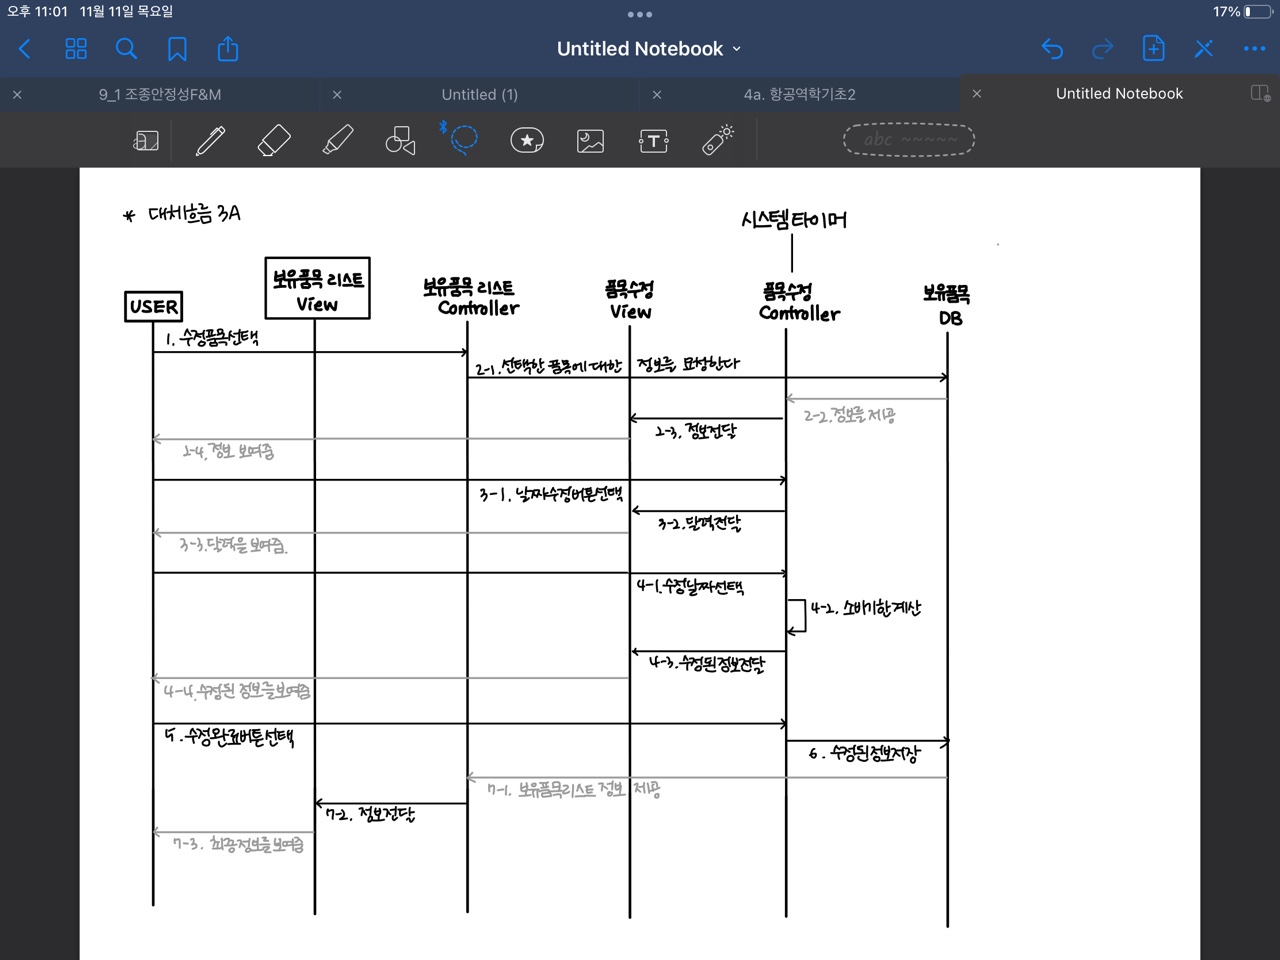 오후 11:01 11월 11일 목요일
17%
Untitled Notebook
9_1 조종안정성F&M
Untitled (1)
4a. 항공역학기초2
Untitled Notebook
abc ~~~~~
* 대체흐름 3A
시스템타이머
USER
보유품목 리스트
View
보유품목 리스트
Controller
품목수정
View
품목수정
Controller
보유품목
DB
1. 수정품목선택
2-1. 선택한 품목에 대한 정보를 요청한다
2-2. 정보를 제공
2-3. 정보전달
2-4. 정보 보여줌
3-1. 날짜수정버튼선택
3-2. 달력전달
3-3. 달력을 보여줌.
4-1. 수정날짜선택
4-2. 소비기한계산
4-3. 수정된정보전달
4-4. 수정된 정보를보여줌
5. 수정완료버튼선택
6. 수정된정보저장
7-1. 보유품목리스트 정보 제공
7-2. 정보전달
7-3. 최종정보를보여줌